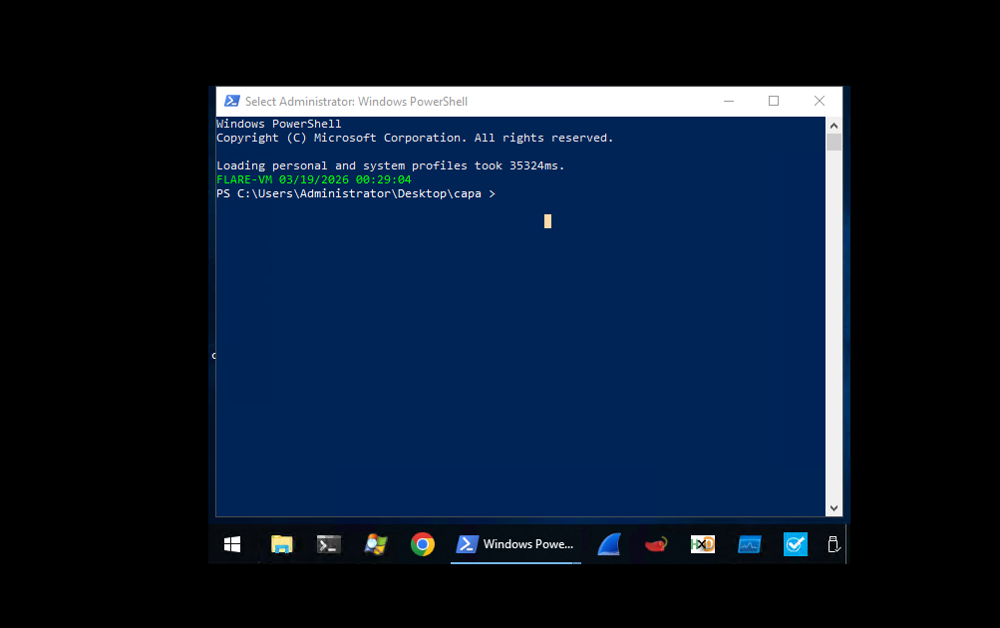 Select Administrator: Windows PowerShell
Windows PowerShell
Copyright (C) Microsoft Corporation. All rights reserved.
Loading personal and system profiles took 35324ms.
FLARE-VM 03/19/2026 00:29:04
PS C:\Users\Administrator\Desktop\capa >
c
Windows Powe...
HXD